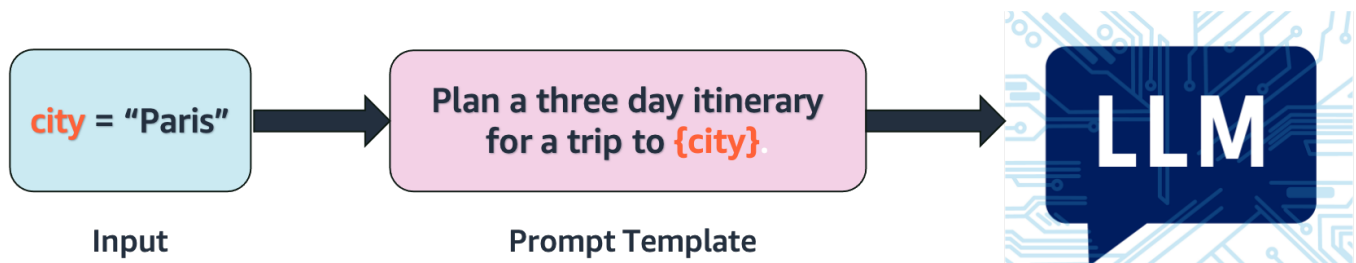 city = “Paris”
Plan a three day itinerary
for a trip to {city}.
LLM
Input
Prompt Template